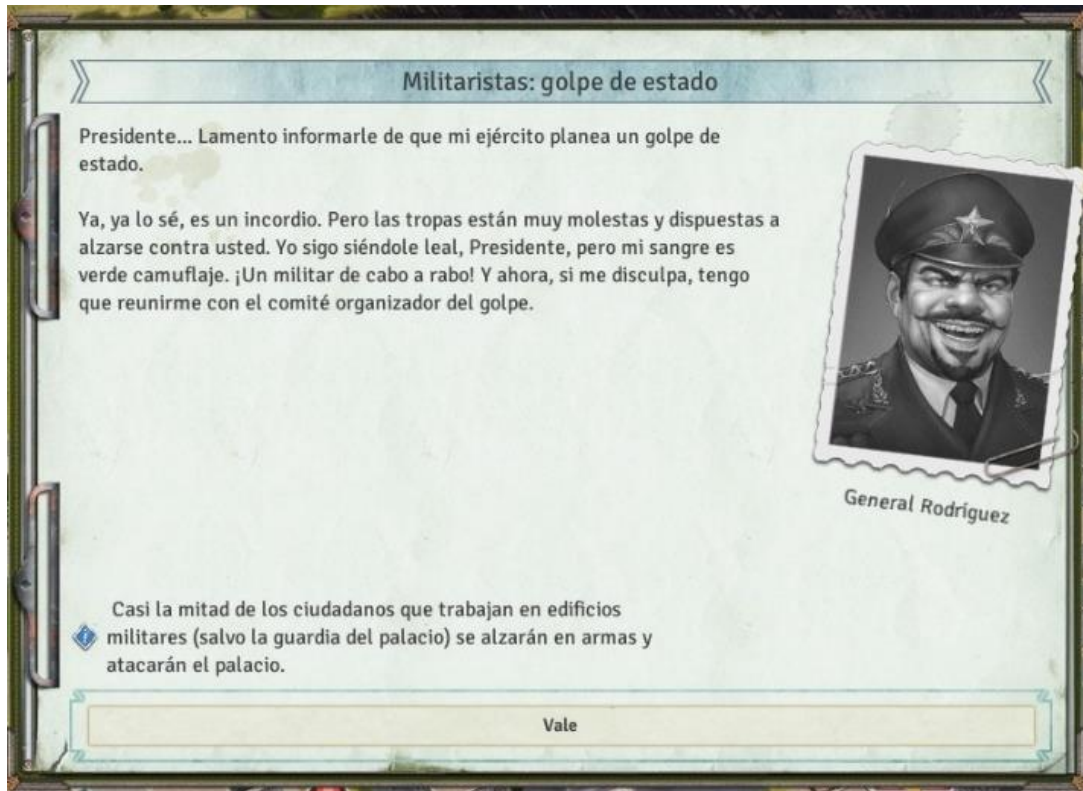 Militaristas: golpe de estado
Presidente... Lamento informarle de que mi ejército planea un golpe de
estado.
Ya, ya lo sé, es un incordio. Pero las tropas están muy molestas y dispuestas a
alzarse contra usted. Yo sigo siéndole leal, Presidente, pero mi sangre es
verde camuflaje. ¡Un militar de cabo a rabo! Y ahora, si me disculpa, tengo
que reunirme con el comité organizador del golpe.
General Rodríguez
Casi la mitad de los ciudadanos que trabajan en edificios
militares (salvo la guardia del palacio) se alzarán en armas y
atacarán el palacio.
Vale